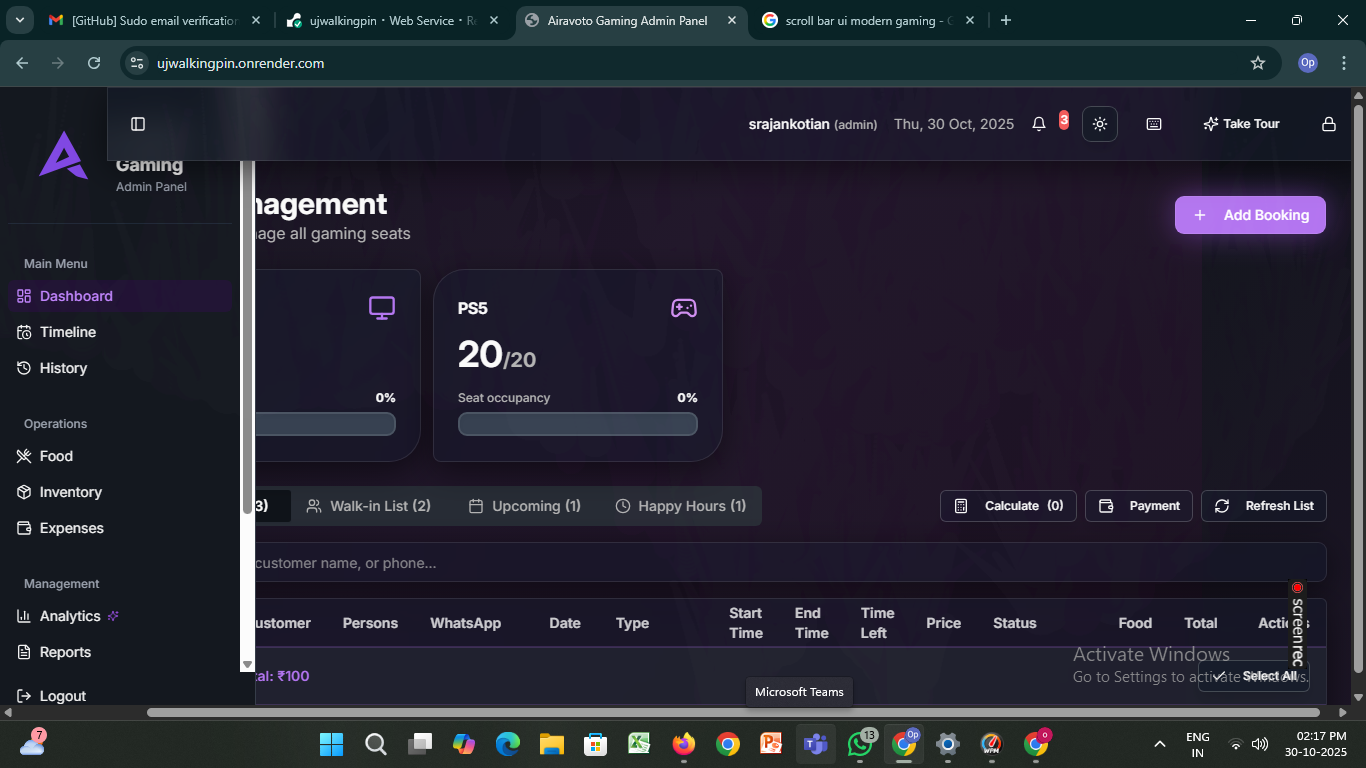 [GitHub] Sudo email verification
ujwalkingpin · Web Service · Re
Airavoto Gaming Admin Panel
scroll bar ui modern gaming - G
ujwalkingpin.onrender.com
Op
srajankotian (admin)
Thu, 30 Oct, 2025
3
Take Tour
Gaming
Admin Panel
Main Menu
Dashboard
Timeline
History
Operations
Food
Inventory
Expenses
Management
Analytics
Reports
Logout
nagement
nage all gaming seats
Add Booking
0%
PS5
20/20
Seat occupancy
0%
3)
Walk-in List (2)
Upcoming (1)
Happy Hours (1)
Calculate (0)
Payment
Refresh List
customer name, or phone...
ustomer
Persons
WhatsApp
Date
Type
Start Time
End Time
Time Left
Price
Status
Food
Total
Actions
tal: ₹100
Select All
screenrec
Activate Windows
Go to Settings to activate Windows.
Microsoft Teams
7
13
Op
ENG
IN
02:17 PM
30-10-2025